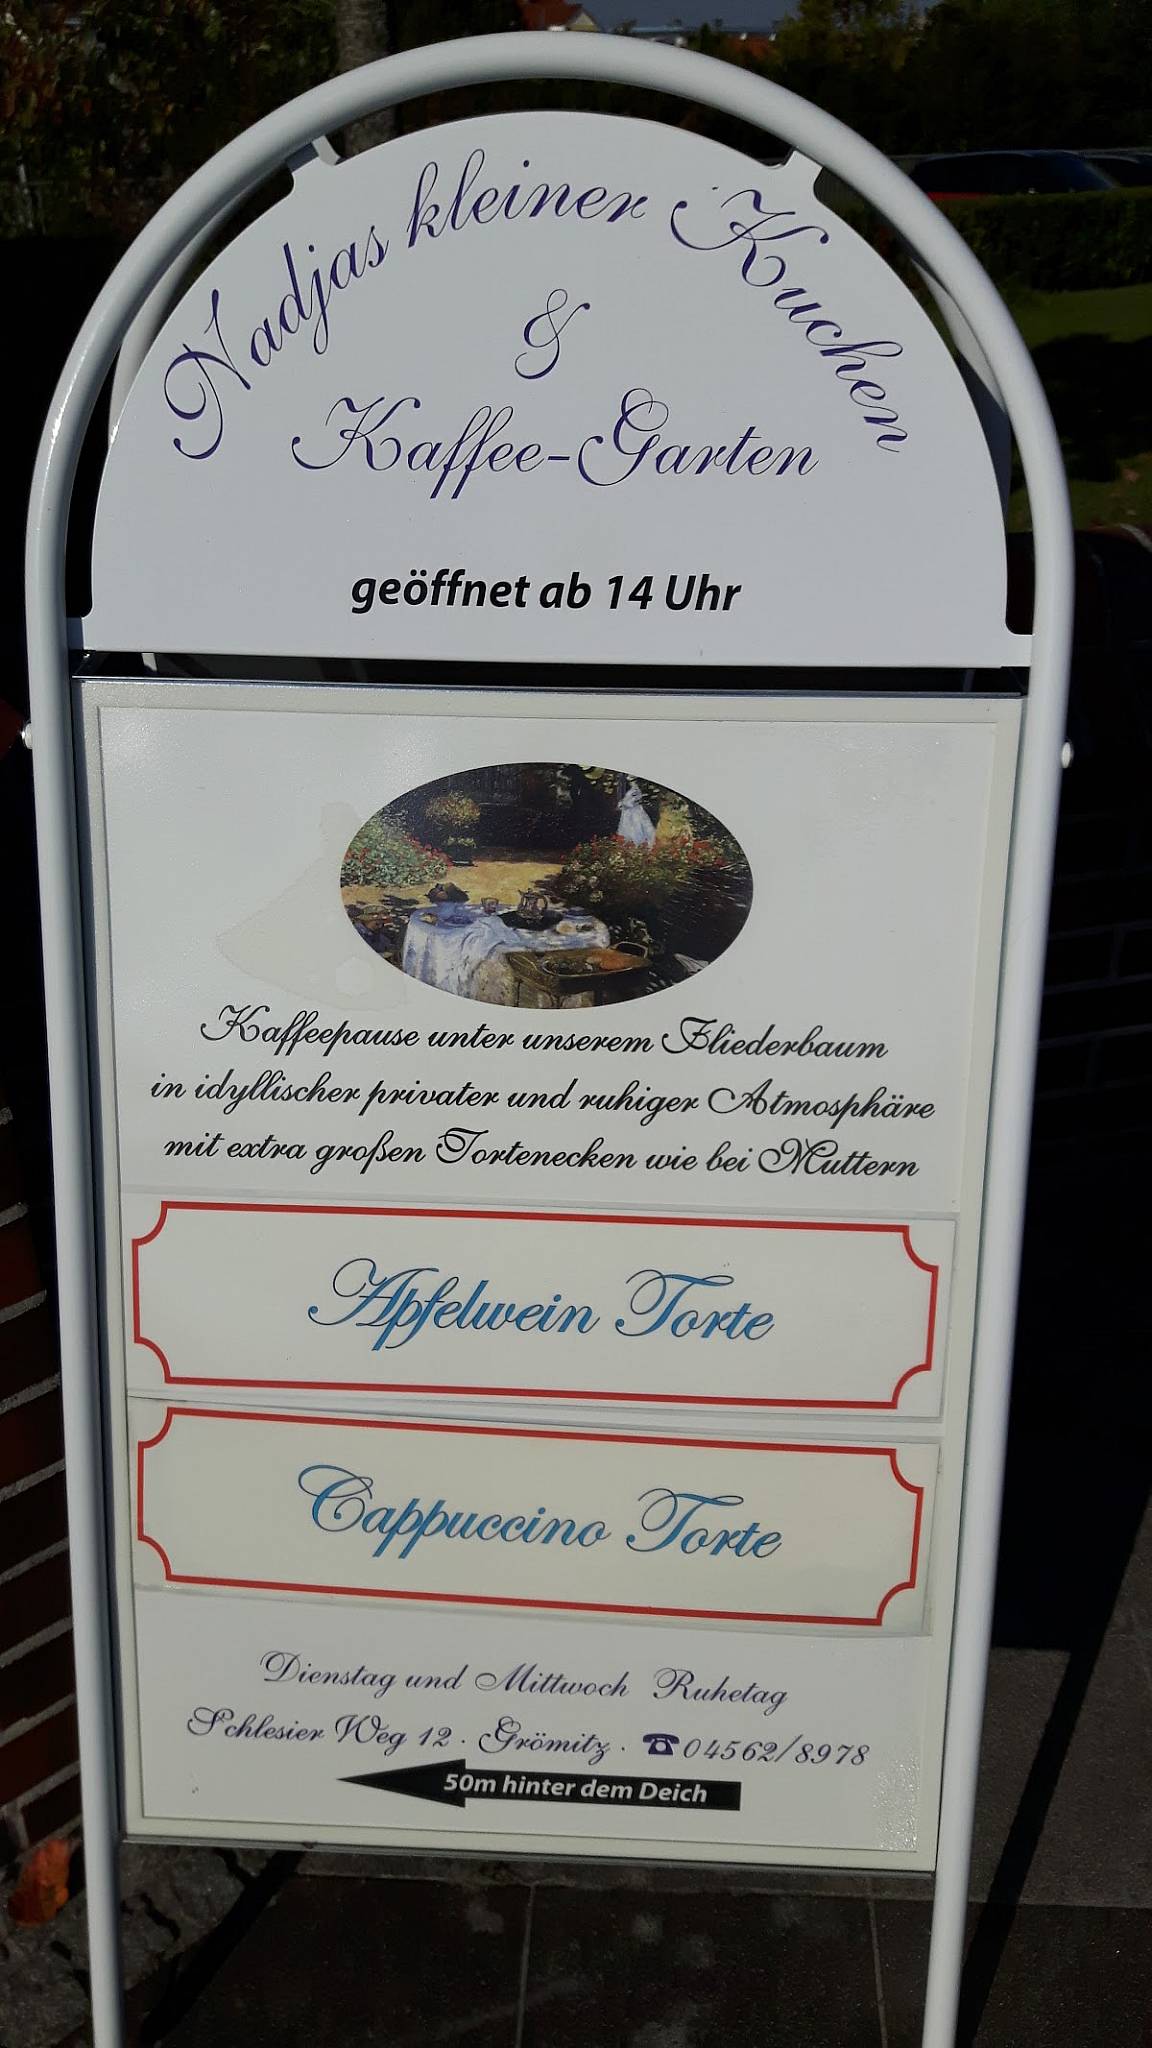 Nadjas kleiner Kuchen
&
Kaffee-Garten
geöffnet ab 14 Uhr
Kaffeepause unter unserem Fliederbaum
in idyllischer privater und ruhiger Atmosphäre
mit extra großen Tortenecken wie bei Muttern
Apfelwein Torte
Cappuccino Torte
Dienstag und Mittwoch Ruhetag
Schlesier Weg 12 · Grömitz · ☎ 04562/8978
50m hinter dem Deich